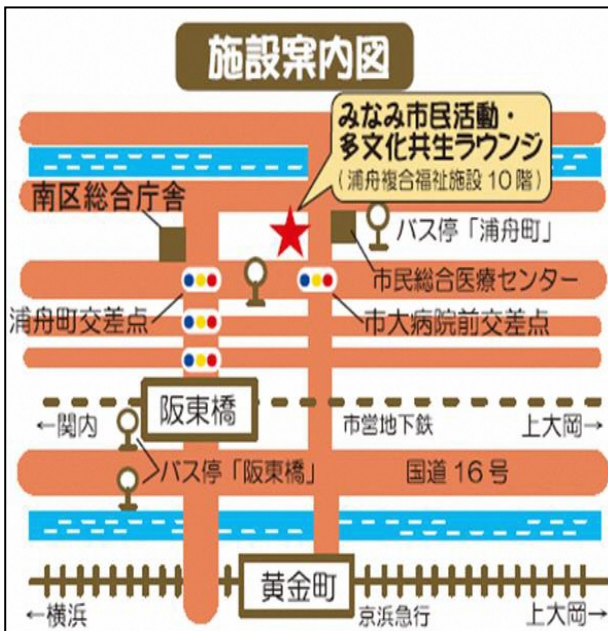 施設案内図
みなみ市民活動・
多文化共生ラウンジ
(浦舟複合福祉施設10階)
南区総合庁舎
バス停「浦舟町」
市民総合医療センター
浦舟町交差点
市大病院前交差点
阪東橋
←関内
市営地下鉄
上大岡→
バス停「阪東橋」
国道16号
黄金町
←横浜
京浜急行
上大岡→